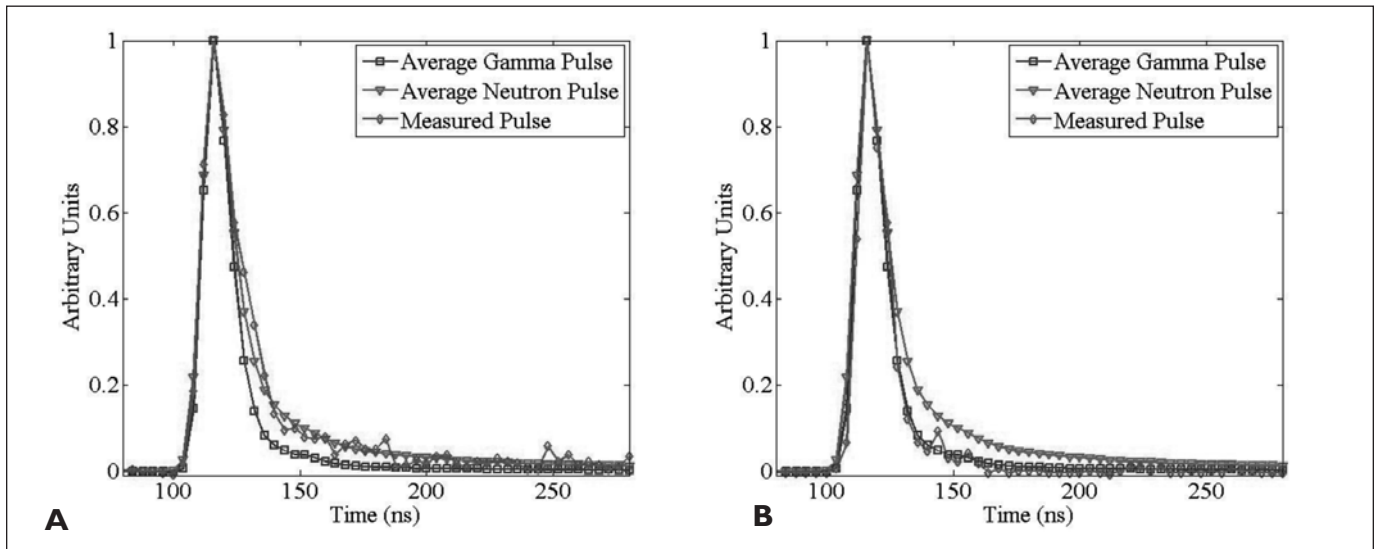 1
0.8
0.6
0.4
0.2
0
Arbitrary Units
100
150
200
250
Time (ns)
Average Gamma Pulse
Average Neutron Pulse
Measured Pulse
A
1
0.8
0.6
0.4
0.2
0
Arbitrary Units
100
150
200
250
Time (ns)
Average Gamma Pulse
Average Neutron Pulse
Measured Pulse
B